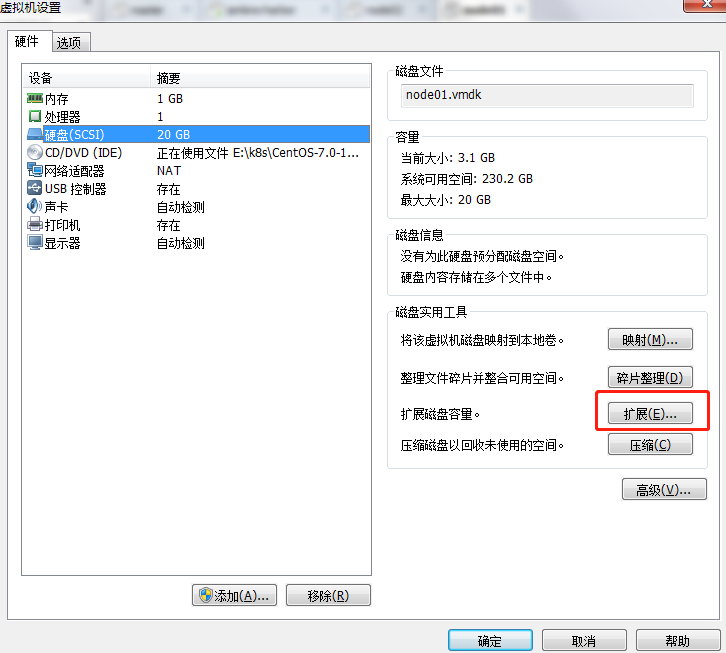 虚拟机设置
硬件 选项
设备 摘要
内存 1 GB
处理器 1
硬盘(SCSI) 20 GB
CD/DVD (IDE) 正在使用文件 E:\k8s\CentOS-7.0-1...
网络适配器 NAT
USB 控制器 存在
声卡 自动检测
打印机 存在
显示器 自动检测
添加(A)... 移除(R)
磁盘文件
node01.vmdk
容量
当前大小: 3.1 GB
系统可用空间: 230.2 GB
最大大小: 20 GB
磁盘信息
没有为此硬盘预分配磁盘空间。
硬盘内容存储在多个文件中。
磁盘实用工具
将该虚拟机磁盘映射到本地卷。 映射(M)...
整理文件碎片并整合可用空间。 碎片整理(D)
扩展磁盘容量。 扩展(E)...
压缩磁盘以回收未使用的空间。 压缩(C)
高级(V)...
确定 取消 帮助